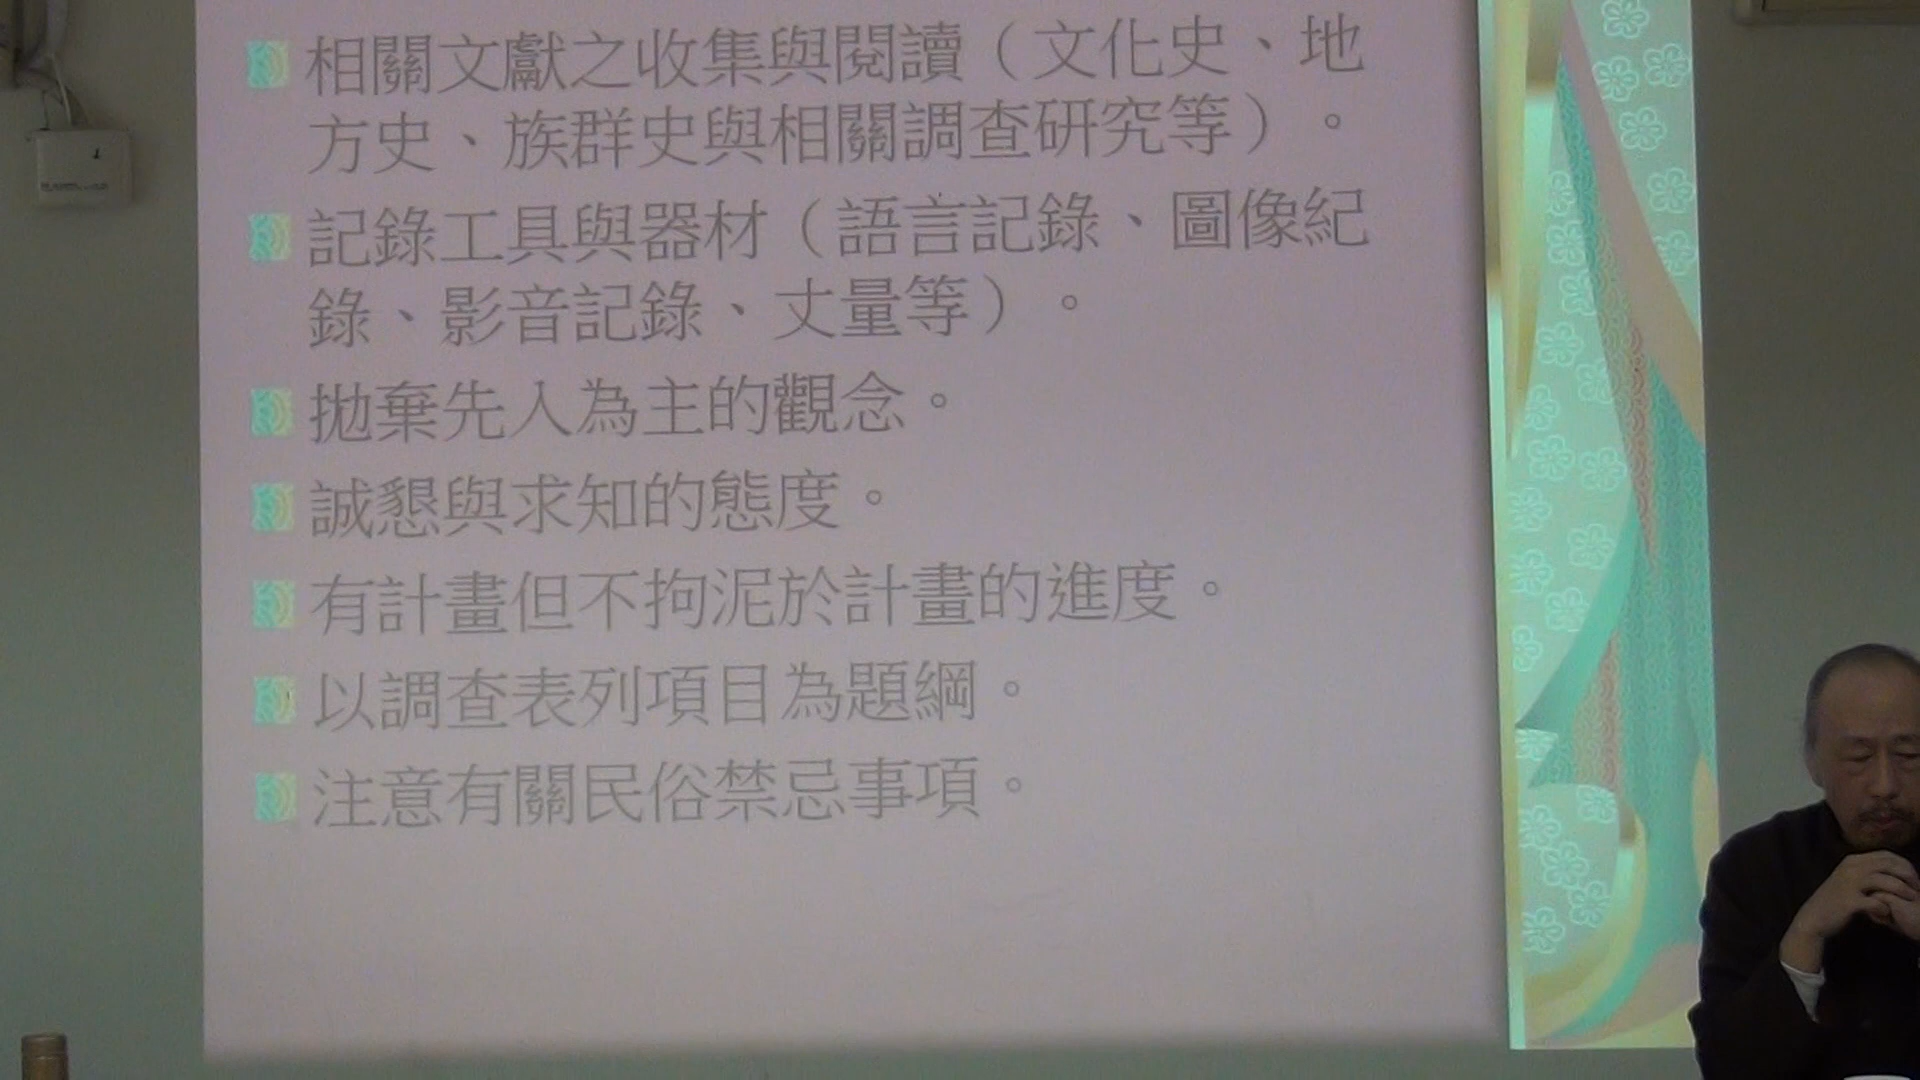 相關文獻之收集與閱讀（文化史、地
方史、族群史與相關調查研究等）。
記錄工具與器材（語言記錄、圖像紀
錄、影音記錄、丈量等）。
拋棄先入為主的觀念。
誠懇與求知的態度。
有計畫但不拘泥於計畫的進度。
以調查表列項目為題綱。
注意有關民俗禁忌事項。